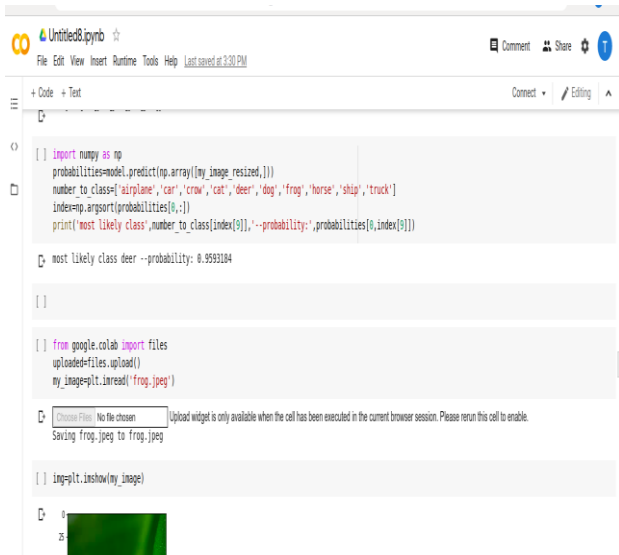 Untitled8.ipynb
Comment Share T
File Edit View Insert Runtime Tools Help Last saved at 3:30 PM
+ Code + Text Connect Editing
[ ] import numpy as np
probabilities=model.predict(np.array([my_image_resized,]))
number_to_class=['airplane','car','crow','cat','deer','dog','frog','horse','ship','truck']
index=np.argsort(probabilities[0,:])
print('most likely class',number_to_class[index[9]],'--probability:',probabilities[0,index[9]])
most likely class deer --probability: 0.9593184
[ ]
[ ] from google.colab import files
uploaded=files.upload()
my_image=plt.imread('frog.jpeg')
Choose Files No file chosen Upload widget is only available when the cell has been executed in the current browser session. Please rerun this cell to enable.
Saving frog.jpeg to frog.jpeg
[ ] img=plt.imshow(my_image)
0
25